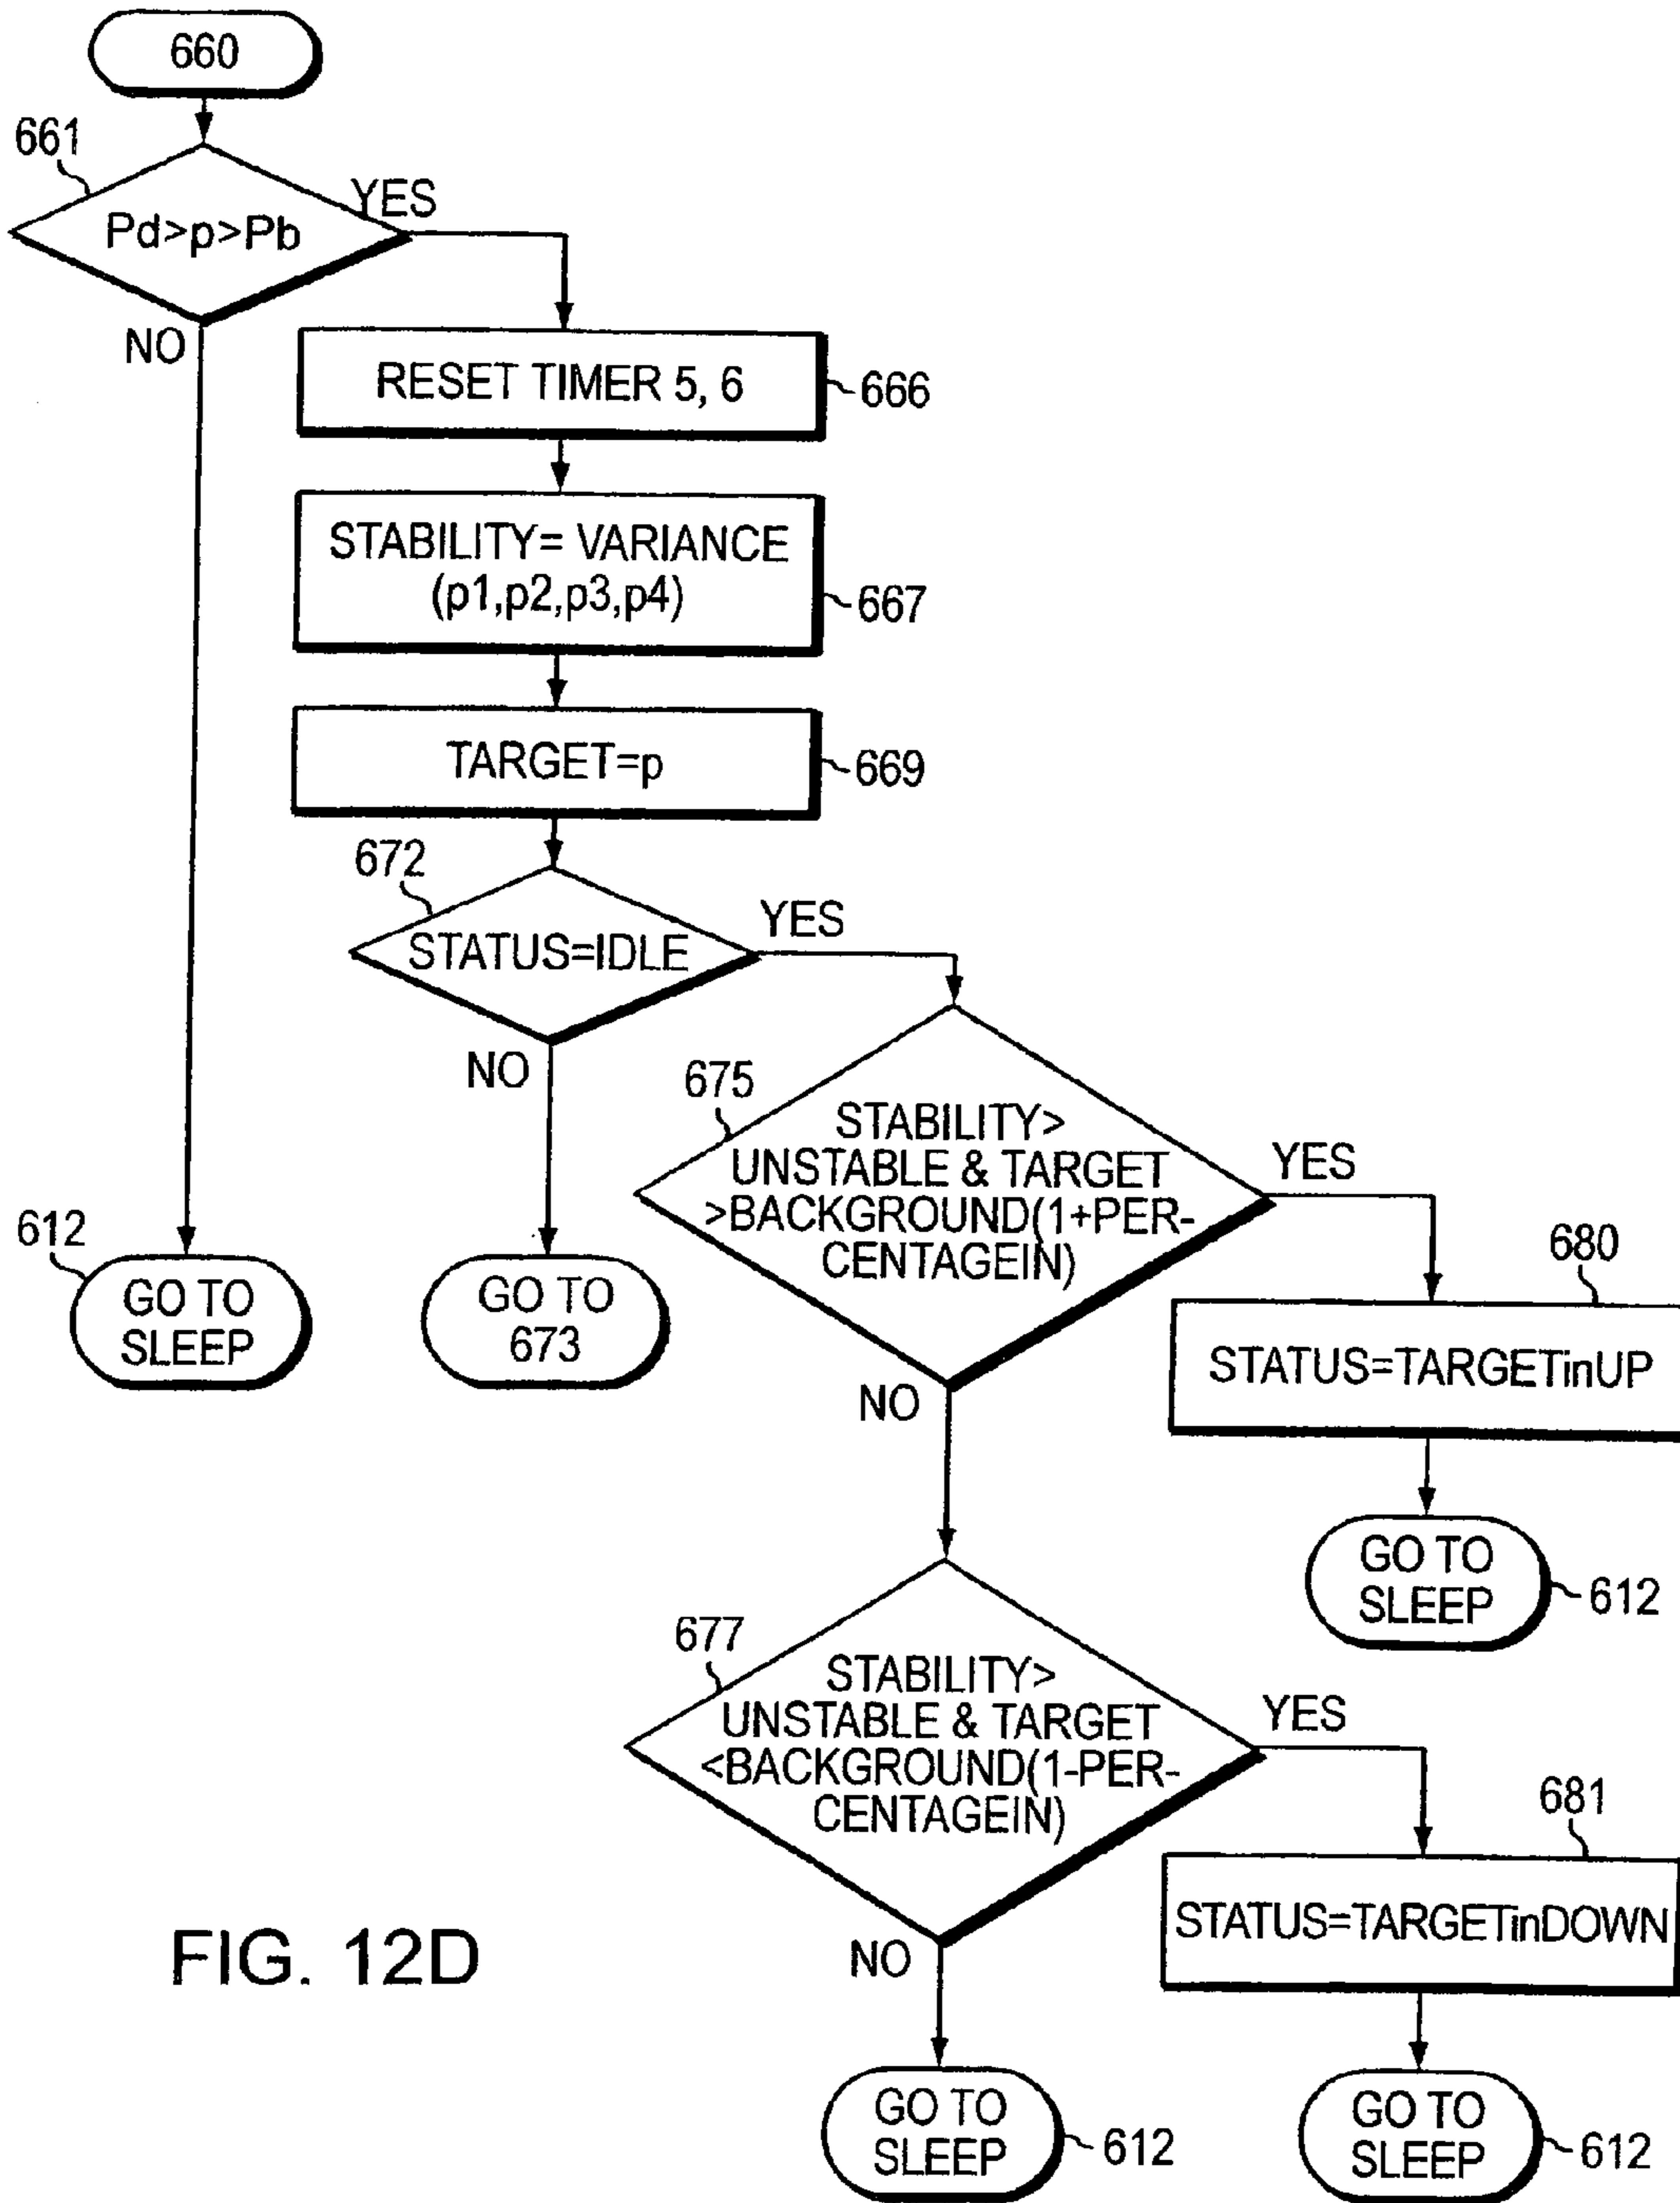 660
661
YES
Pd>p>Pb
NO
RESET TIMER 5, 6
666
STABILITY= VARIANCE
(p1,p2,p3,p4)
667
TARGET=p
669
672
YES
STATUS=IDLE
NO
675
STABILITY>
UNSTABLE & TARGET
>BACKGROUND(1+PER-
CENTAGEIN)
YES
612
GO TO
SLEEP
GO TO
673
680
STATUS=TARGETinUP
NO
GO TO
SLEEP
612
677
STABILITY>
UNSTABLE & TARGET
<BACKGROUND(1-PER-
CENTAGEIN)
YES
681
STATUS=TARGETinDOWN
NO
FIG. 12D
GO TO
SLEEP
612
GO TO
SLEEP
612